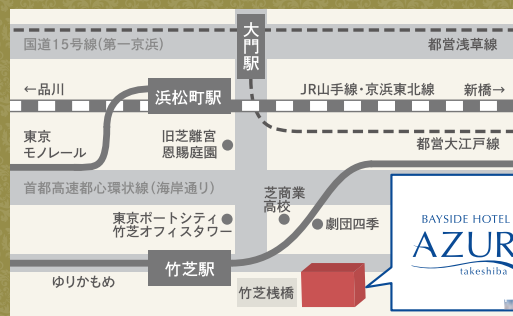 国道15号線(第一京浜)
大門駅
都営浅草線
←品川
浜松町駅
JR山手線・京浜東北線
新橋→
東京
モノレール
旧芝離宮
恩賜庭園
都営大江戸線
首都高速都心環状線(海岸通り)
芝商業
高校
東京ポートシティ
竹芝オフィスタワー
劇団四季
BAYSIDE HOTEL
AZUR
takeshiba
竹芝駅
ゆりかもめ
竹芝桟橋